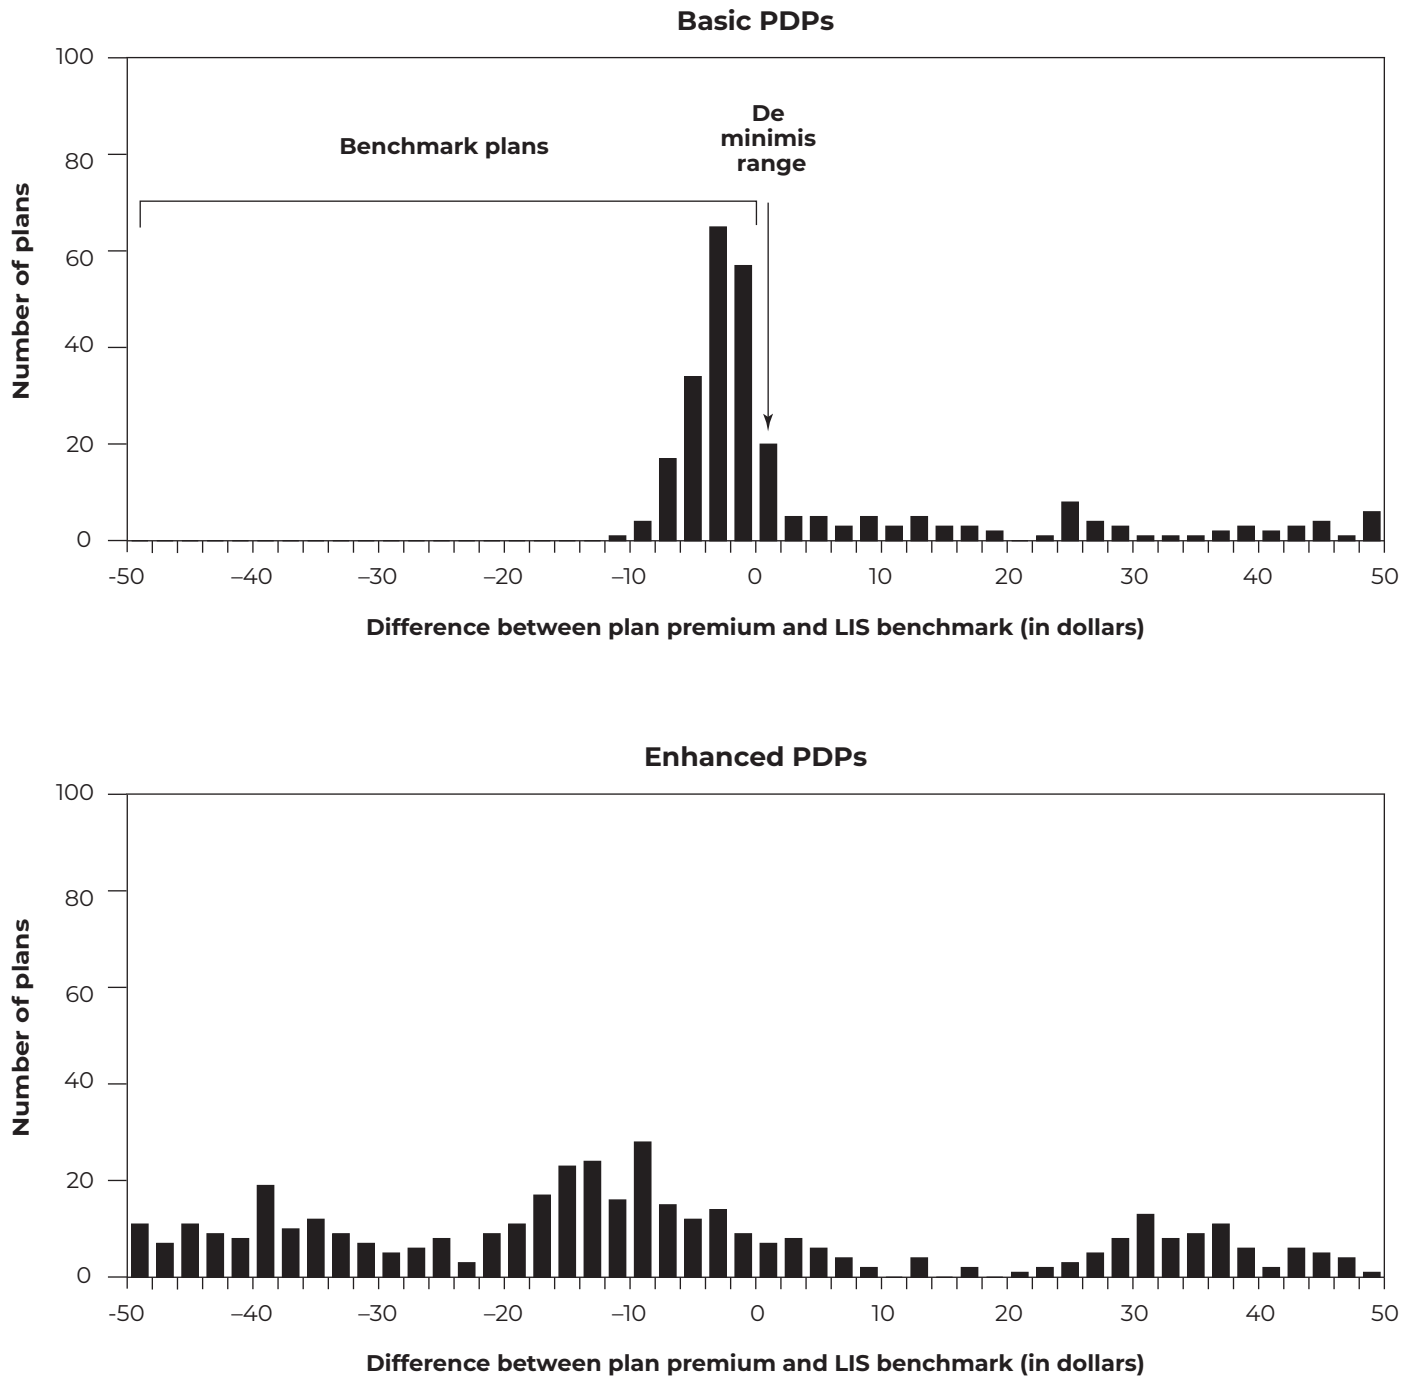 Basic PDPs
100
80
60
40
20
0
Number of plans
Benchmark plans
De
minimis
range
-50 –40 –30 –20 –10 0 10 20 30 40 50
Difference between plan premium and LIS benchmark (in dollars)
Enhanced PDPs
100
80
60
40
20
0
Number of plans
-50 –40 –30 –20 –10 0 10 20 30 40 50
Difference between plan premium and LIS benchmark (in dollars)